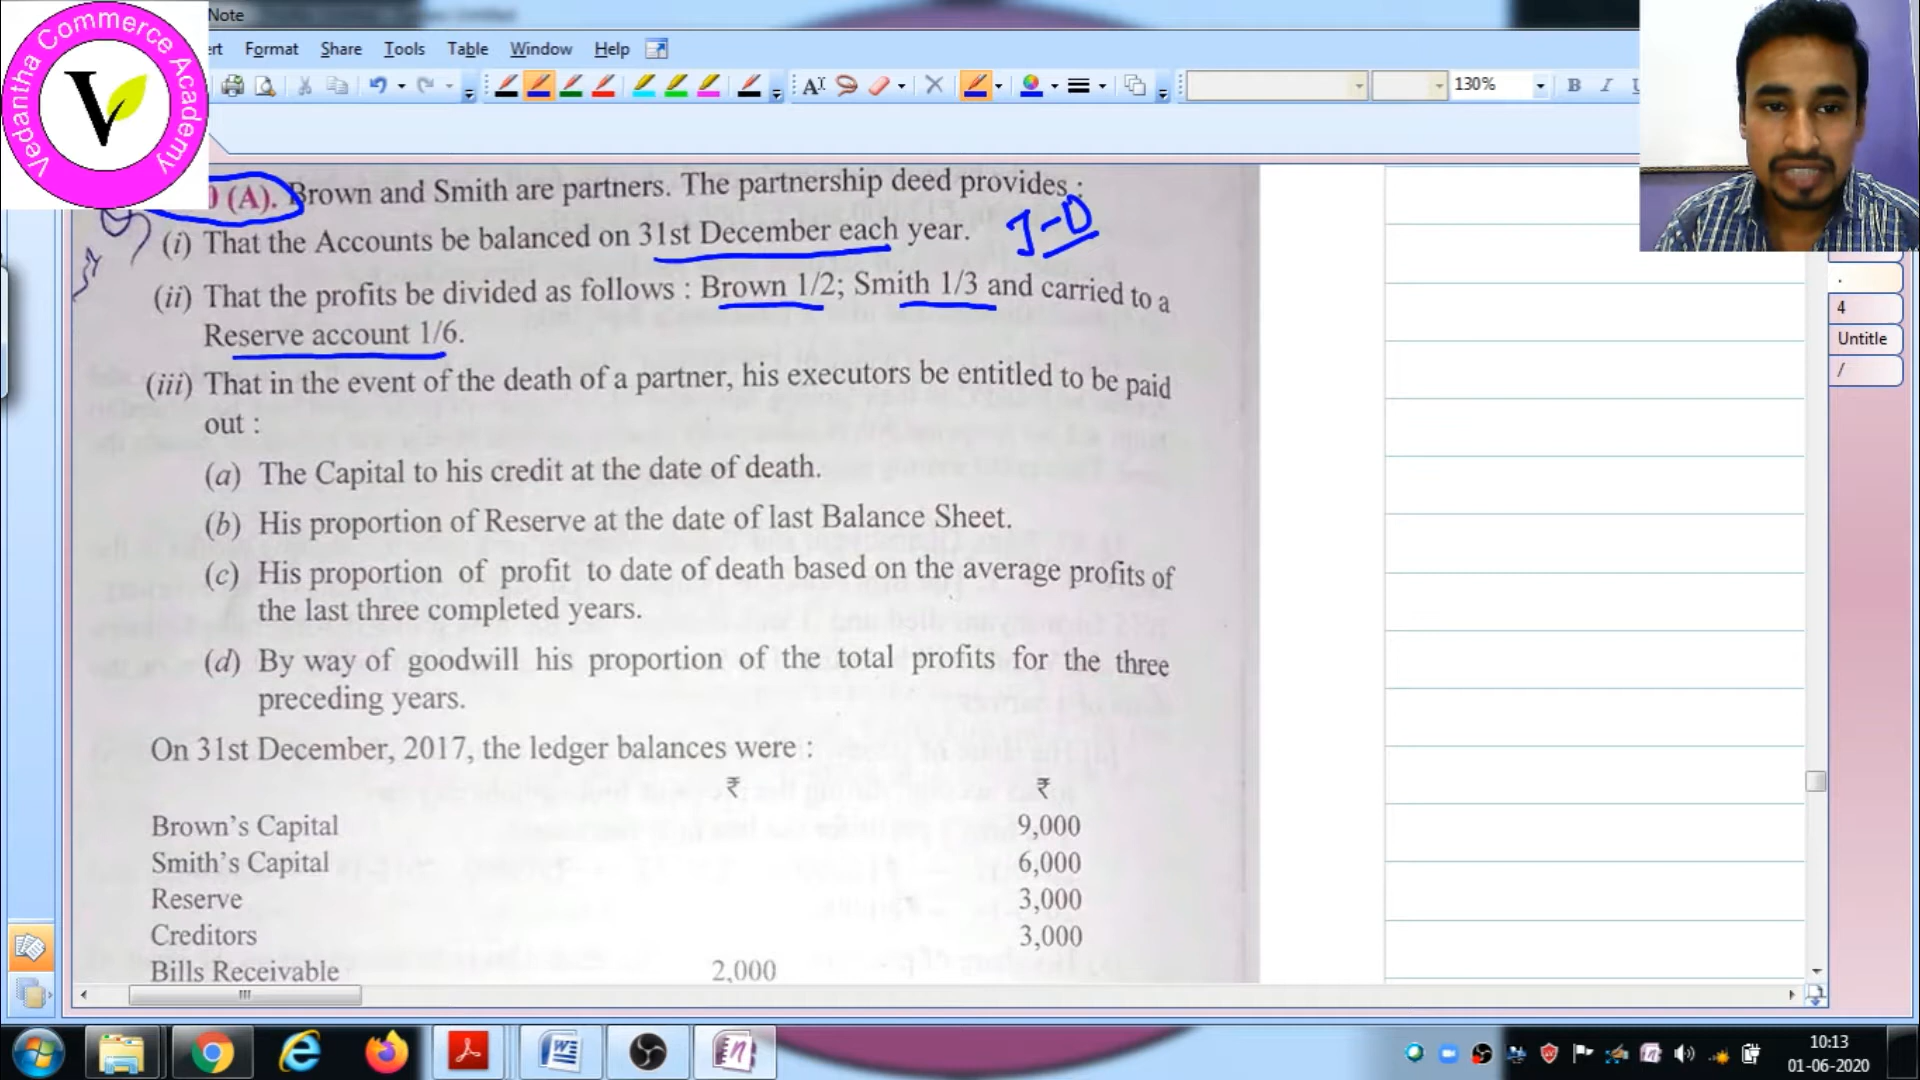 Note
Vedantha Commerce Academy
V
Format Share Tools Table Window Help
130%
B I U
(A). Brown and Smith are partners. The partnership deed provides :
(i) That the Accounts be balanced on 31st December each year. J-D
(ii) That the profits be divided as follows : Brown 1/2; Smith 1/3 and carried to a
Reserve account 1/6.
(iii) That in the event of the death of a partner, his executors be entitled to be paid
out :
(a) The Capital to his credit at the date of death.
(b) His proportion of Reserve at the date of last Balance Sheet.
(c) His proportion of profit to date of death based on the average profits of
the last three completed years.
(d) By way of goodwill his proportion of the total profits for the three
preceding years.
On 31st December, 2017, the ledger balances were :
₹ ₹
Brown's Capital 9,000
Smith's Capital 6,000
Reserve 3,000
Creditors 3,000
Bills Receivable 2,000
4
Untitle
/
10:13
01-06-2020